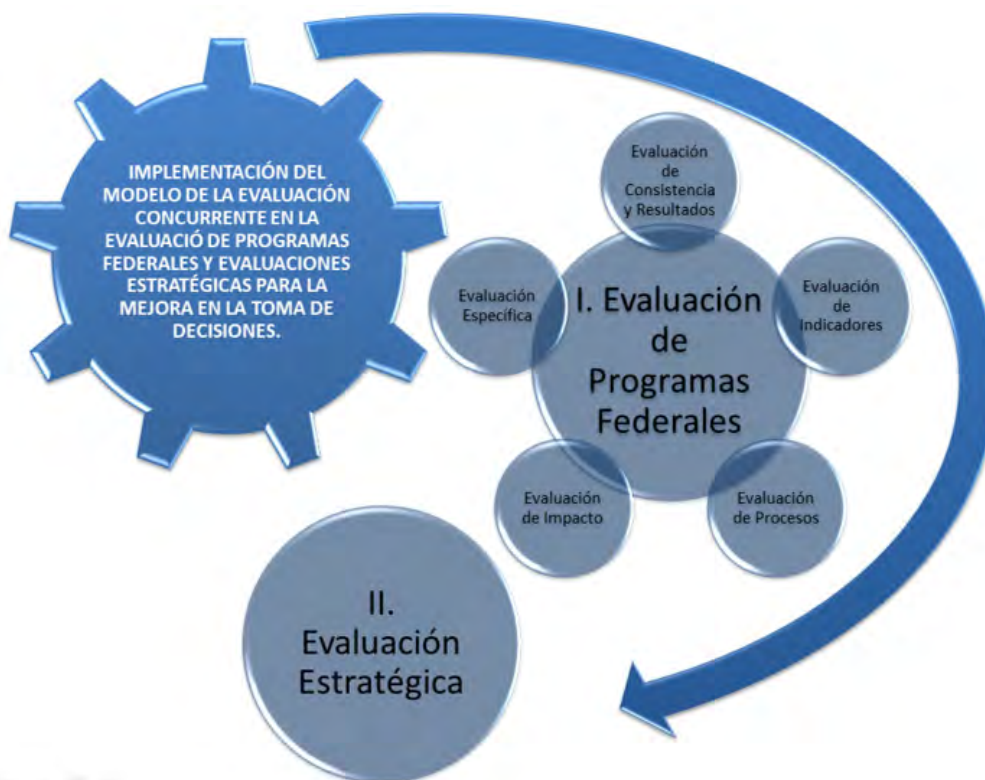 IMPLEMENTACIÓN DEL
MODELO DE LA EVALUACIÓN
CONCURRENTE EN LA
EVALUACIÓ DE PROGRAMAS
FEDERALES Y EVALUACIONES
ESTRATÉGICAS PARA LA
MEJORA EN LA TOMA DE
DECISIONES.
I. Evaluación
de
Programas
Federales
Evaluación
de
Consistencia
y Resultados
Evaluación
de
Indicadores
Evaluación
de Procesos
Evaluación
de Impacto
Evaluación
Específica
II.
Evaluación
Estratégica